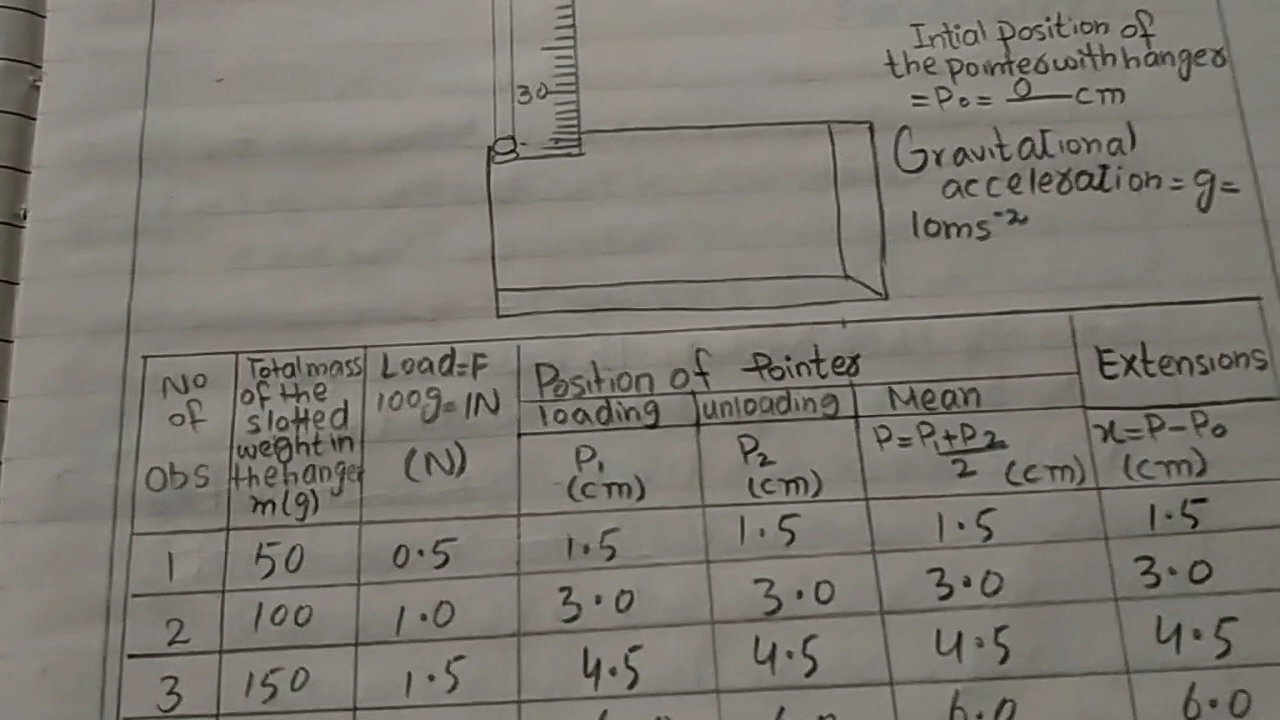 30
Intial position of
the pointer with hanger
= P₀ = 0 cm
Gravitational
acceleration = g =
10ms⁻²
No of Obs
Total mass of the slotted weight in the hanger m(g)
Load=F 100g=1N (N)
Position of Pointer
Extensions
loading unloading Mean
P₁ (cm)
P₂ (cm)
P=P₁+P₂/2 (cm)
x=P-P₀ (cm)
1 50 0.5 1.5 1.5 1.5 1.5
2 100 1.0 3.0 3.0 3.0 3.0
3 150 1.5 4.5 4.5 4.5 4.5
6.0 6.0